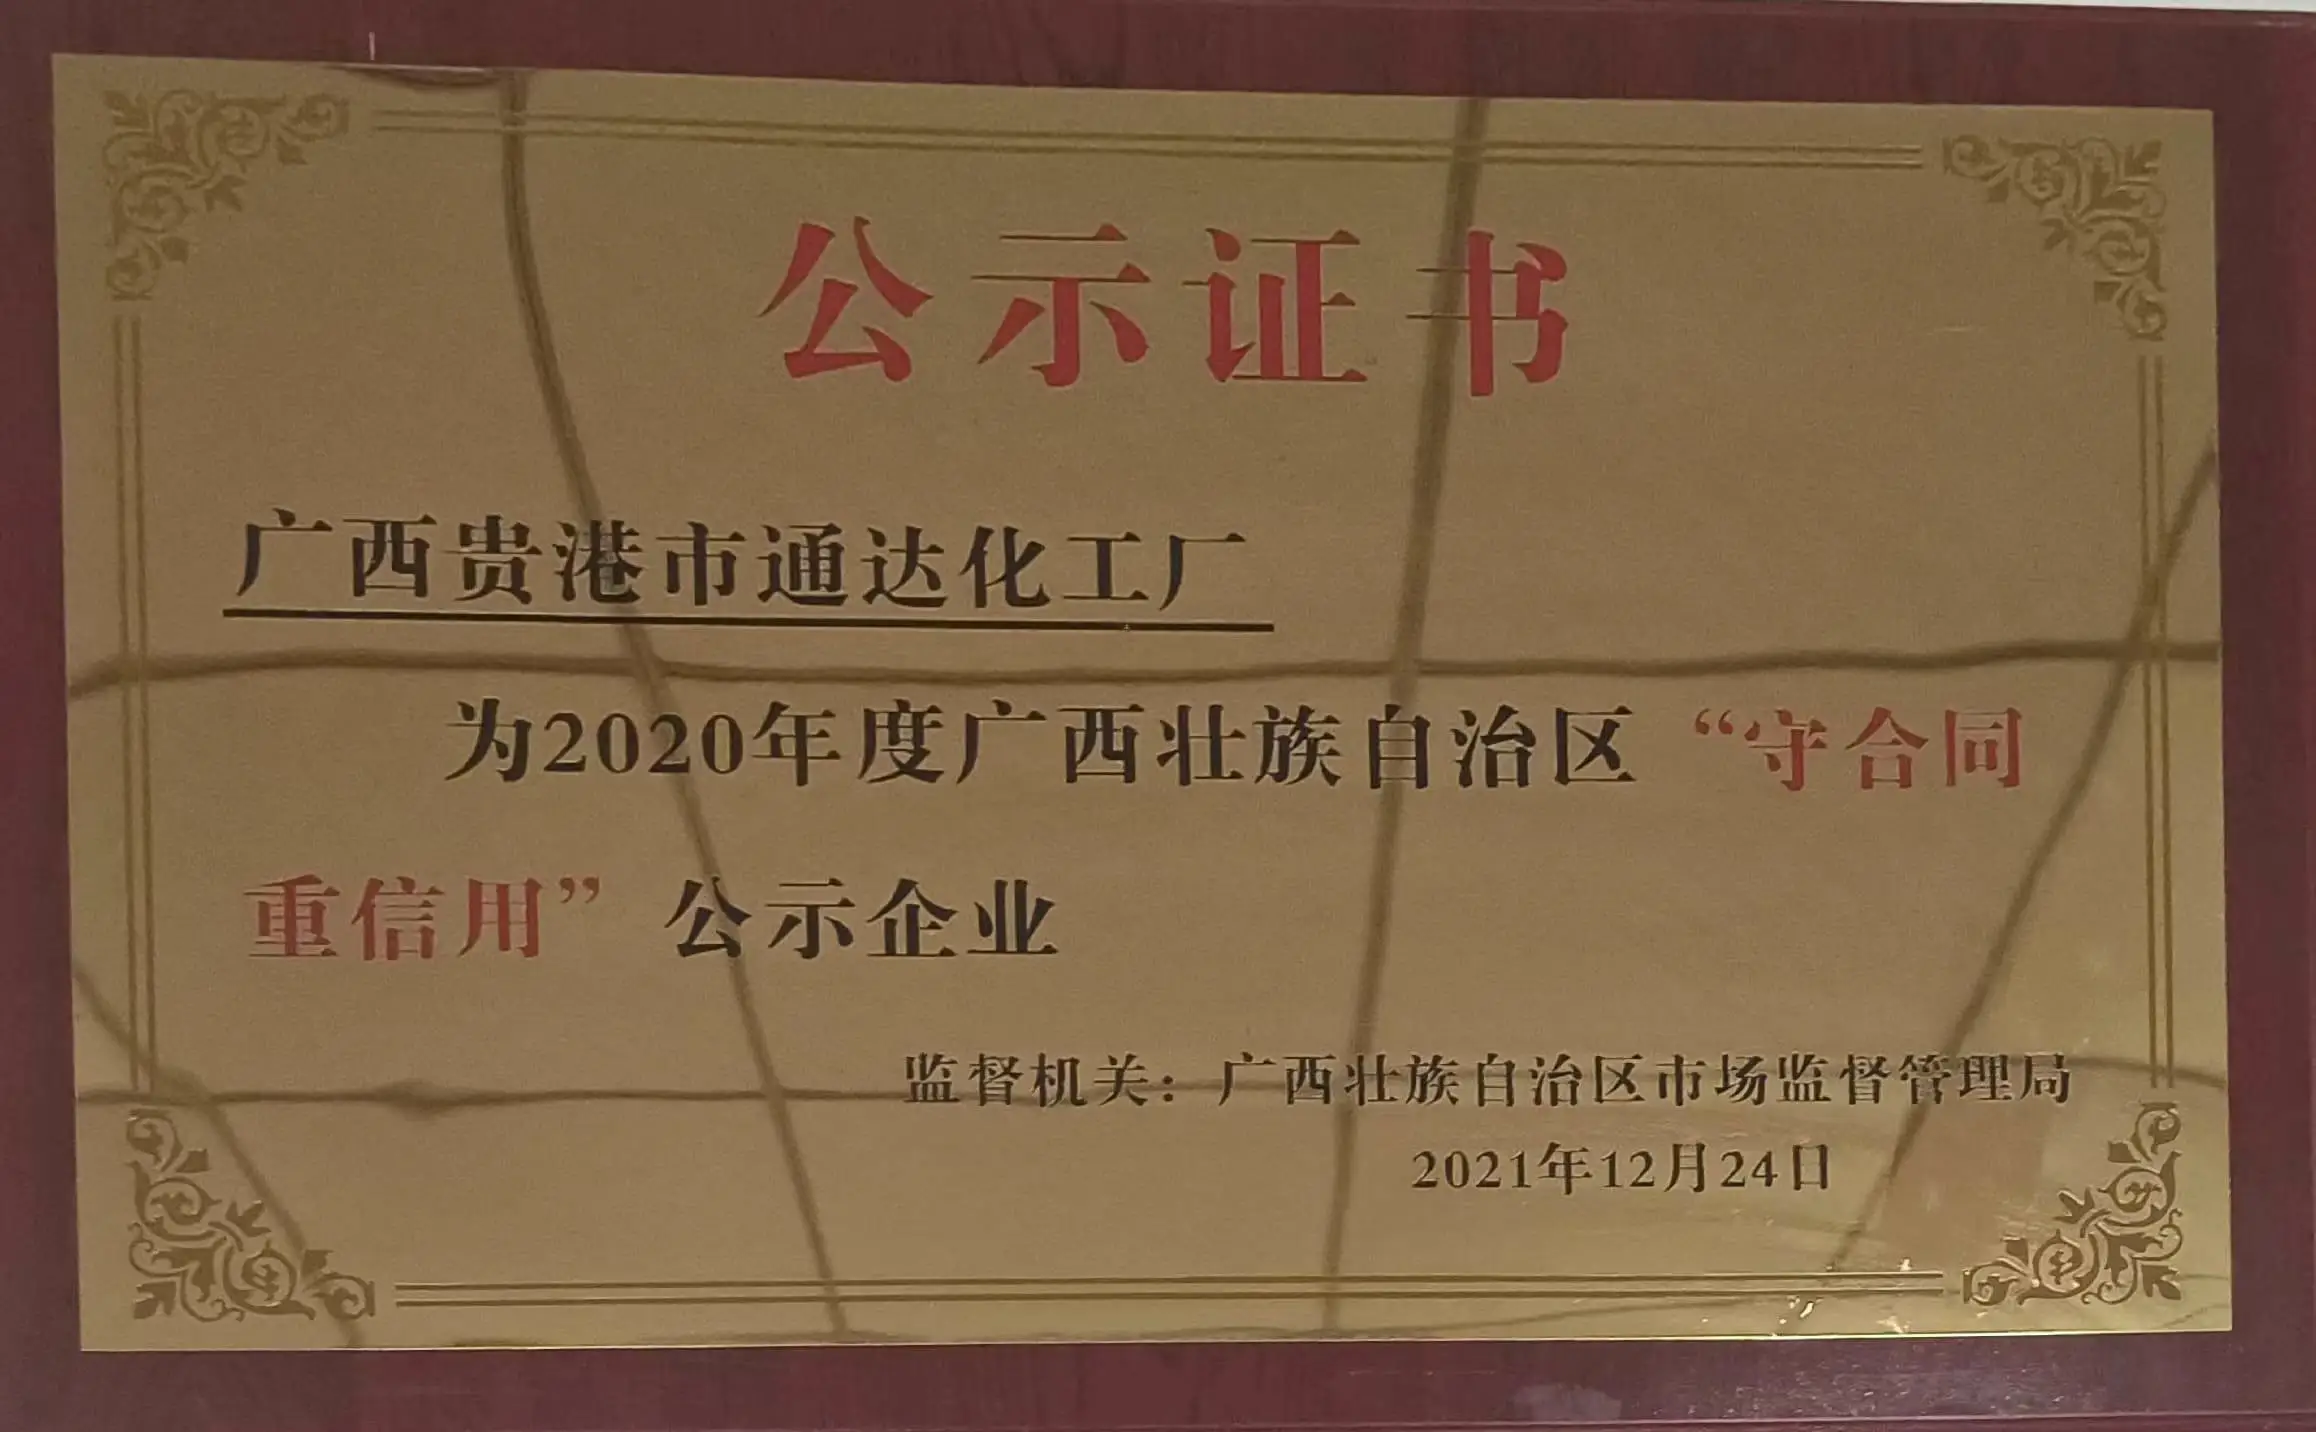 公示证书
广西贵港市通达化工厂
为2020年度广西壮族自治区“守合同
重信用”公示企业
监督机关：广西壮族自治区市场监督管理局
2021年12月24日